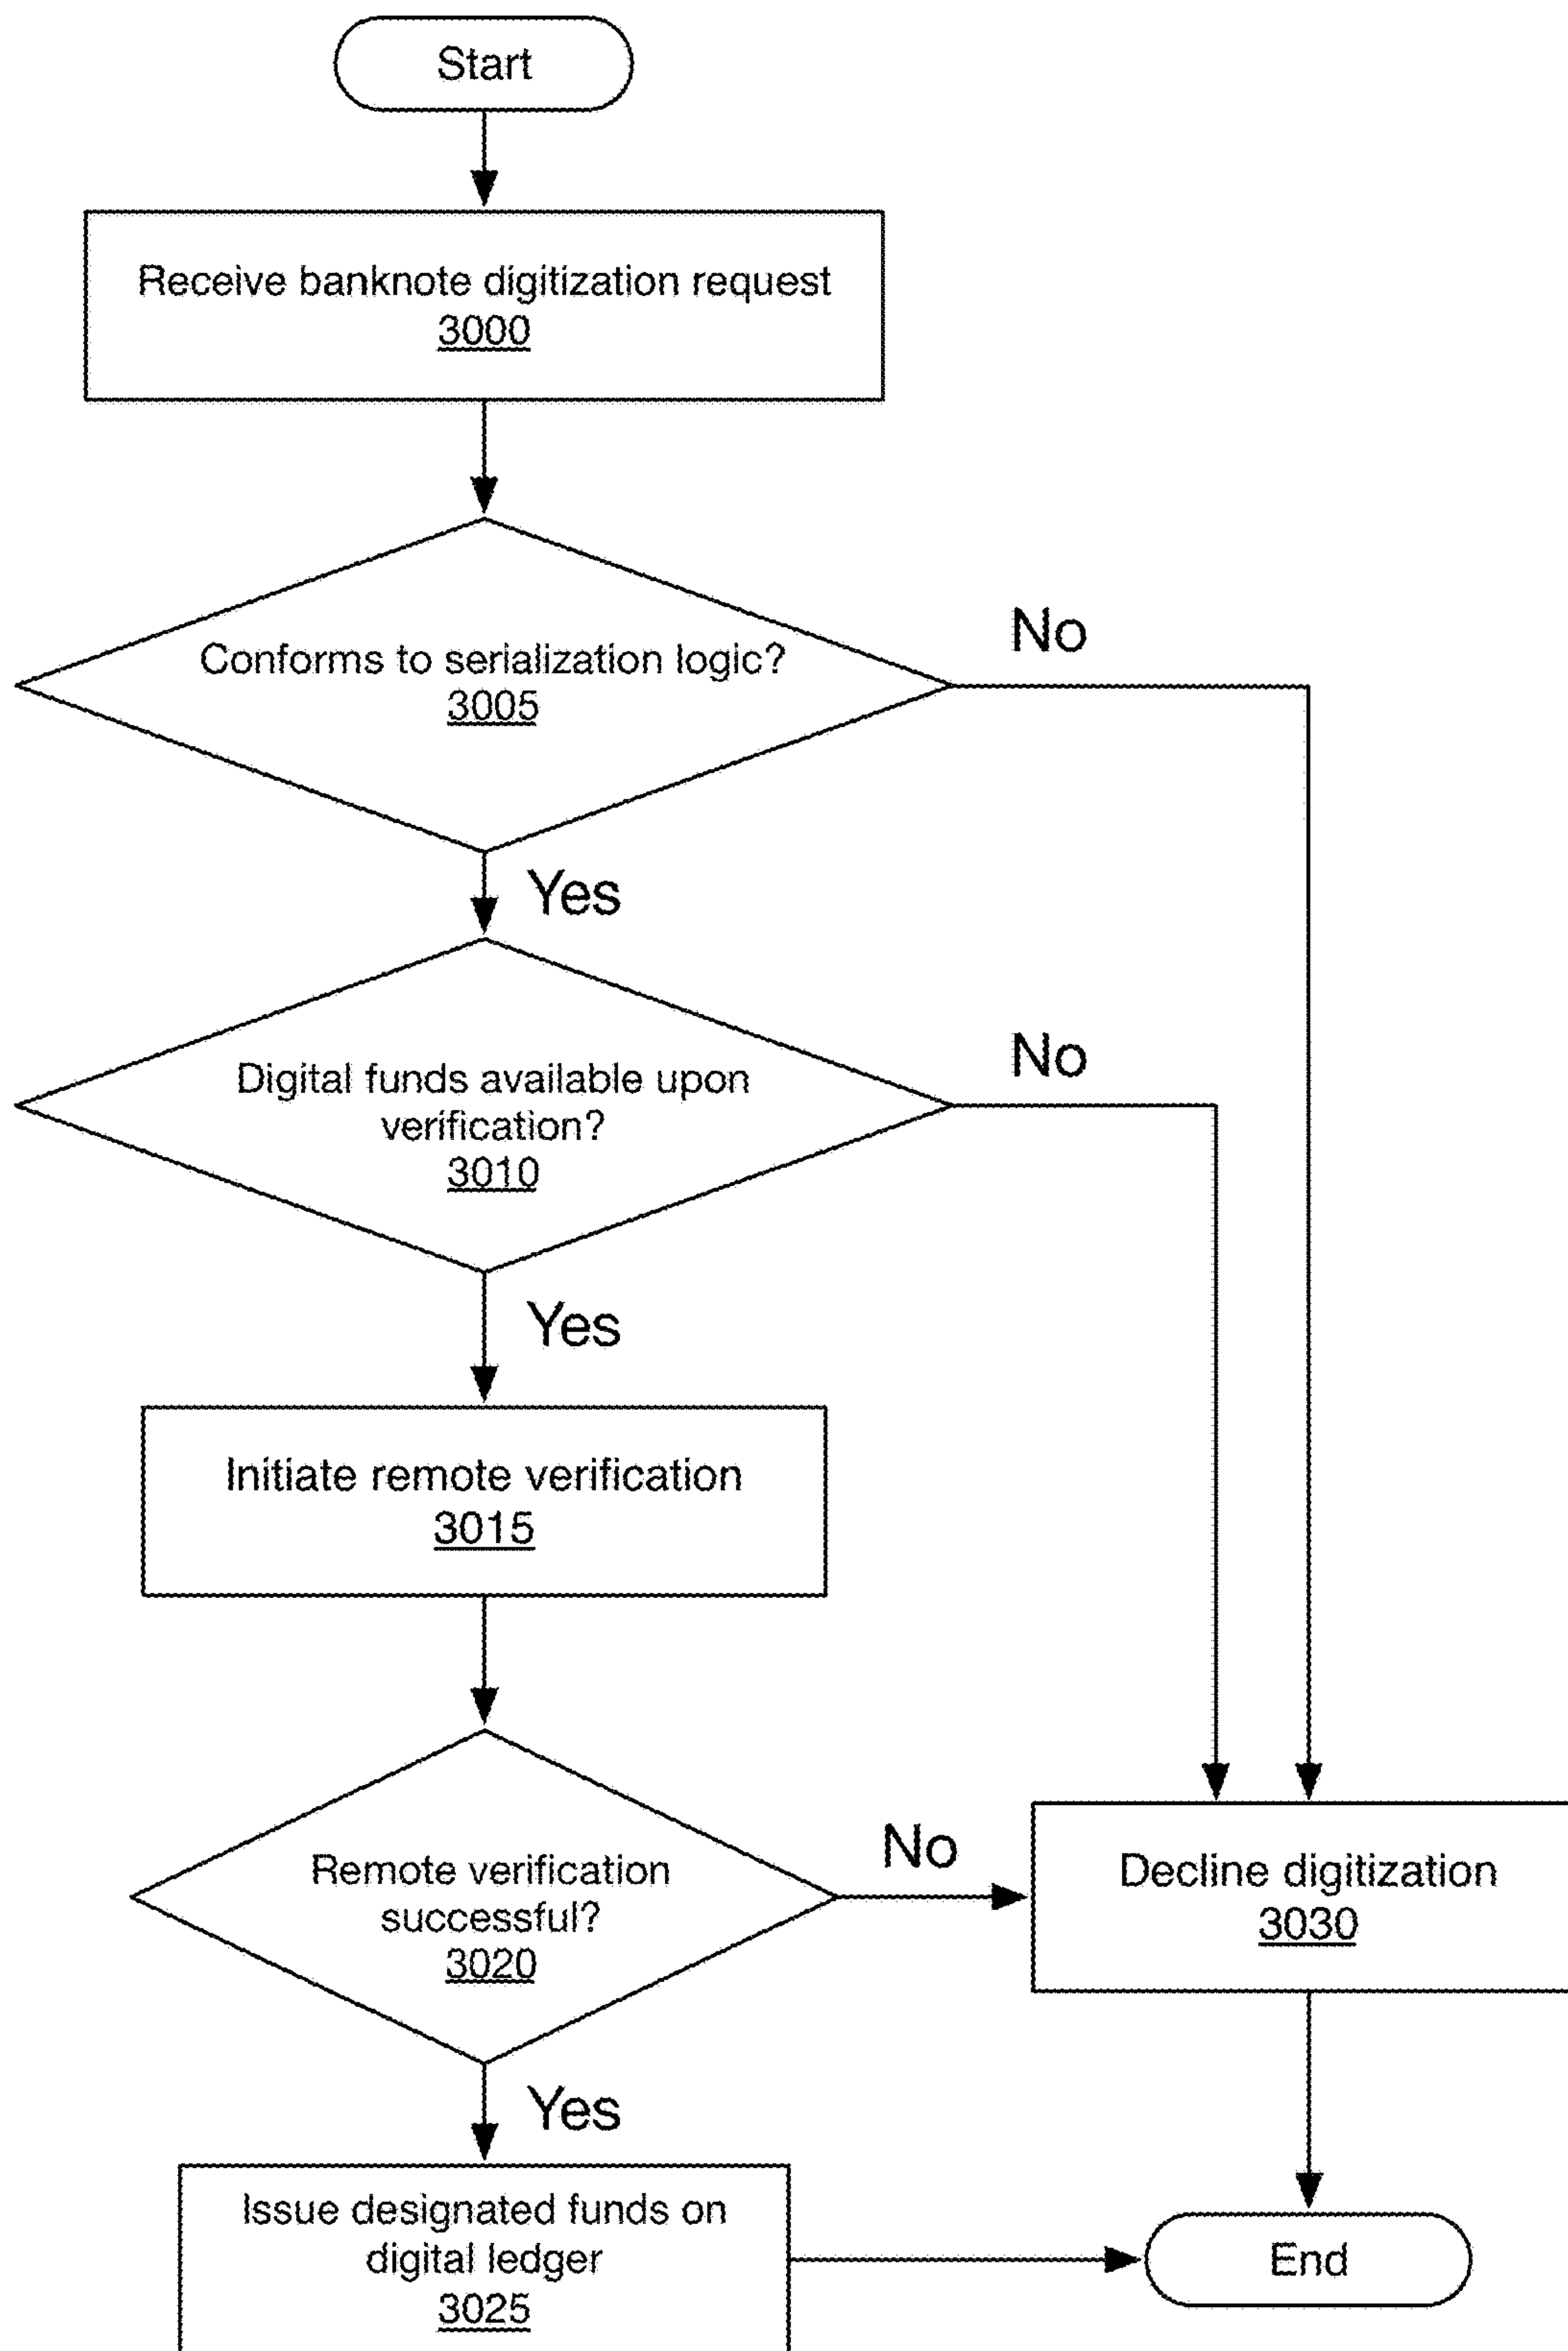 Start
Receive banknote digitization request
3000
Conforms to serialization logic?
3005
No
Yes
Digital funds available upon
verification?
3010
No
Yes
Initiate remote verification
3015
Remote verification
successful?
3020
No
Decline digitization
3030
Yes
Issue designated funds on
digital ledger
3025
End